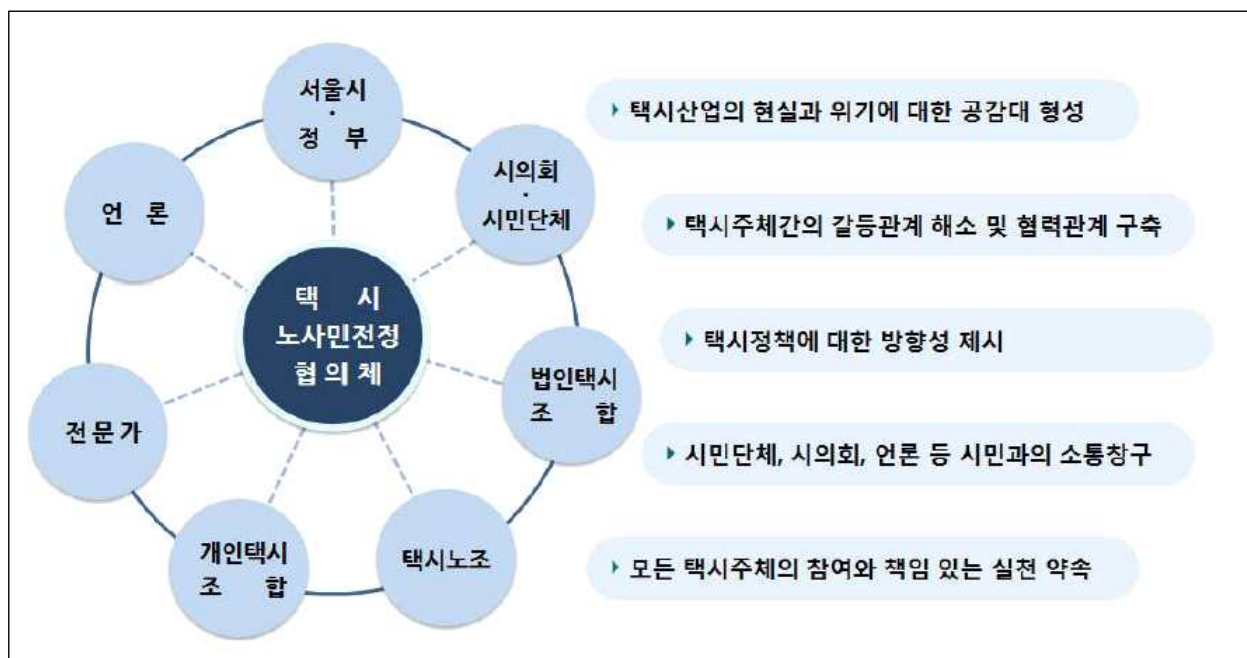 서울시
·
정 부
시의회
·
시민단체
법인택시
조 합
택시노조
개인택시
조 합
전문가
언 론
택 시
노사민전정
협의체
택시산업의 현실과 위기에 대한 공감대 형성
택시주체간의 갈등관계 해소 및 협력관계 구축
택시정책에 대한 방향성 제시
시민단체, 시의회, 언론 등 시민과의 소통창구
모든 택시주체의 참여와 책임 있는 실천 약속